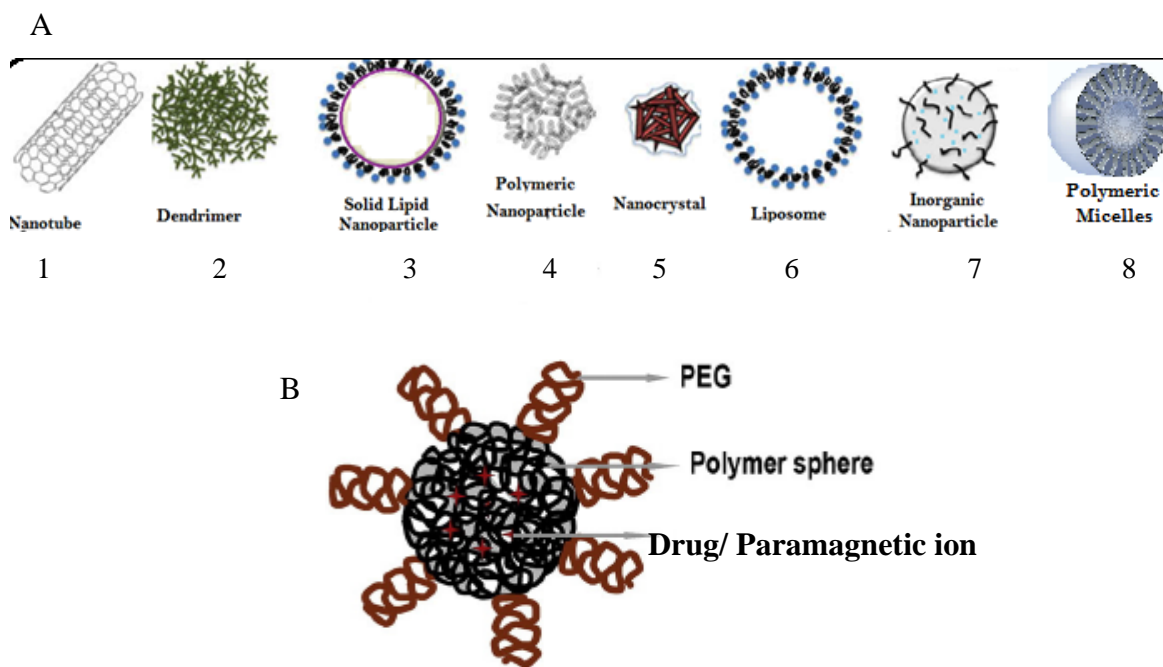 A
Nanotube
Dendrimer
Solid Lipid
Nanoparticle
Polymeric
Nanoparticle
Nanocrystal
Liposome
Inorganic
Nanoparticle
Polymeric
Micelles
1 2 3 4 5 6 7 8
B
PEG
Polymer sphere
Drug/ Paramagnetic ion